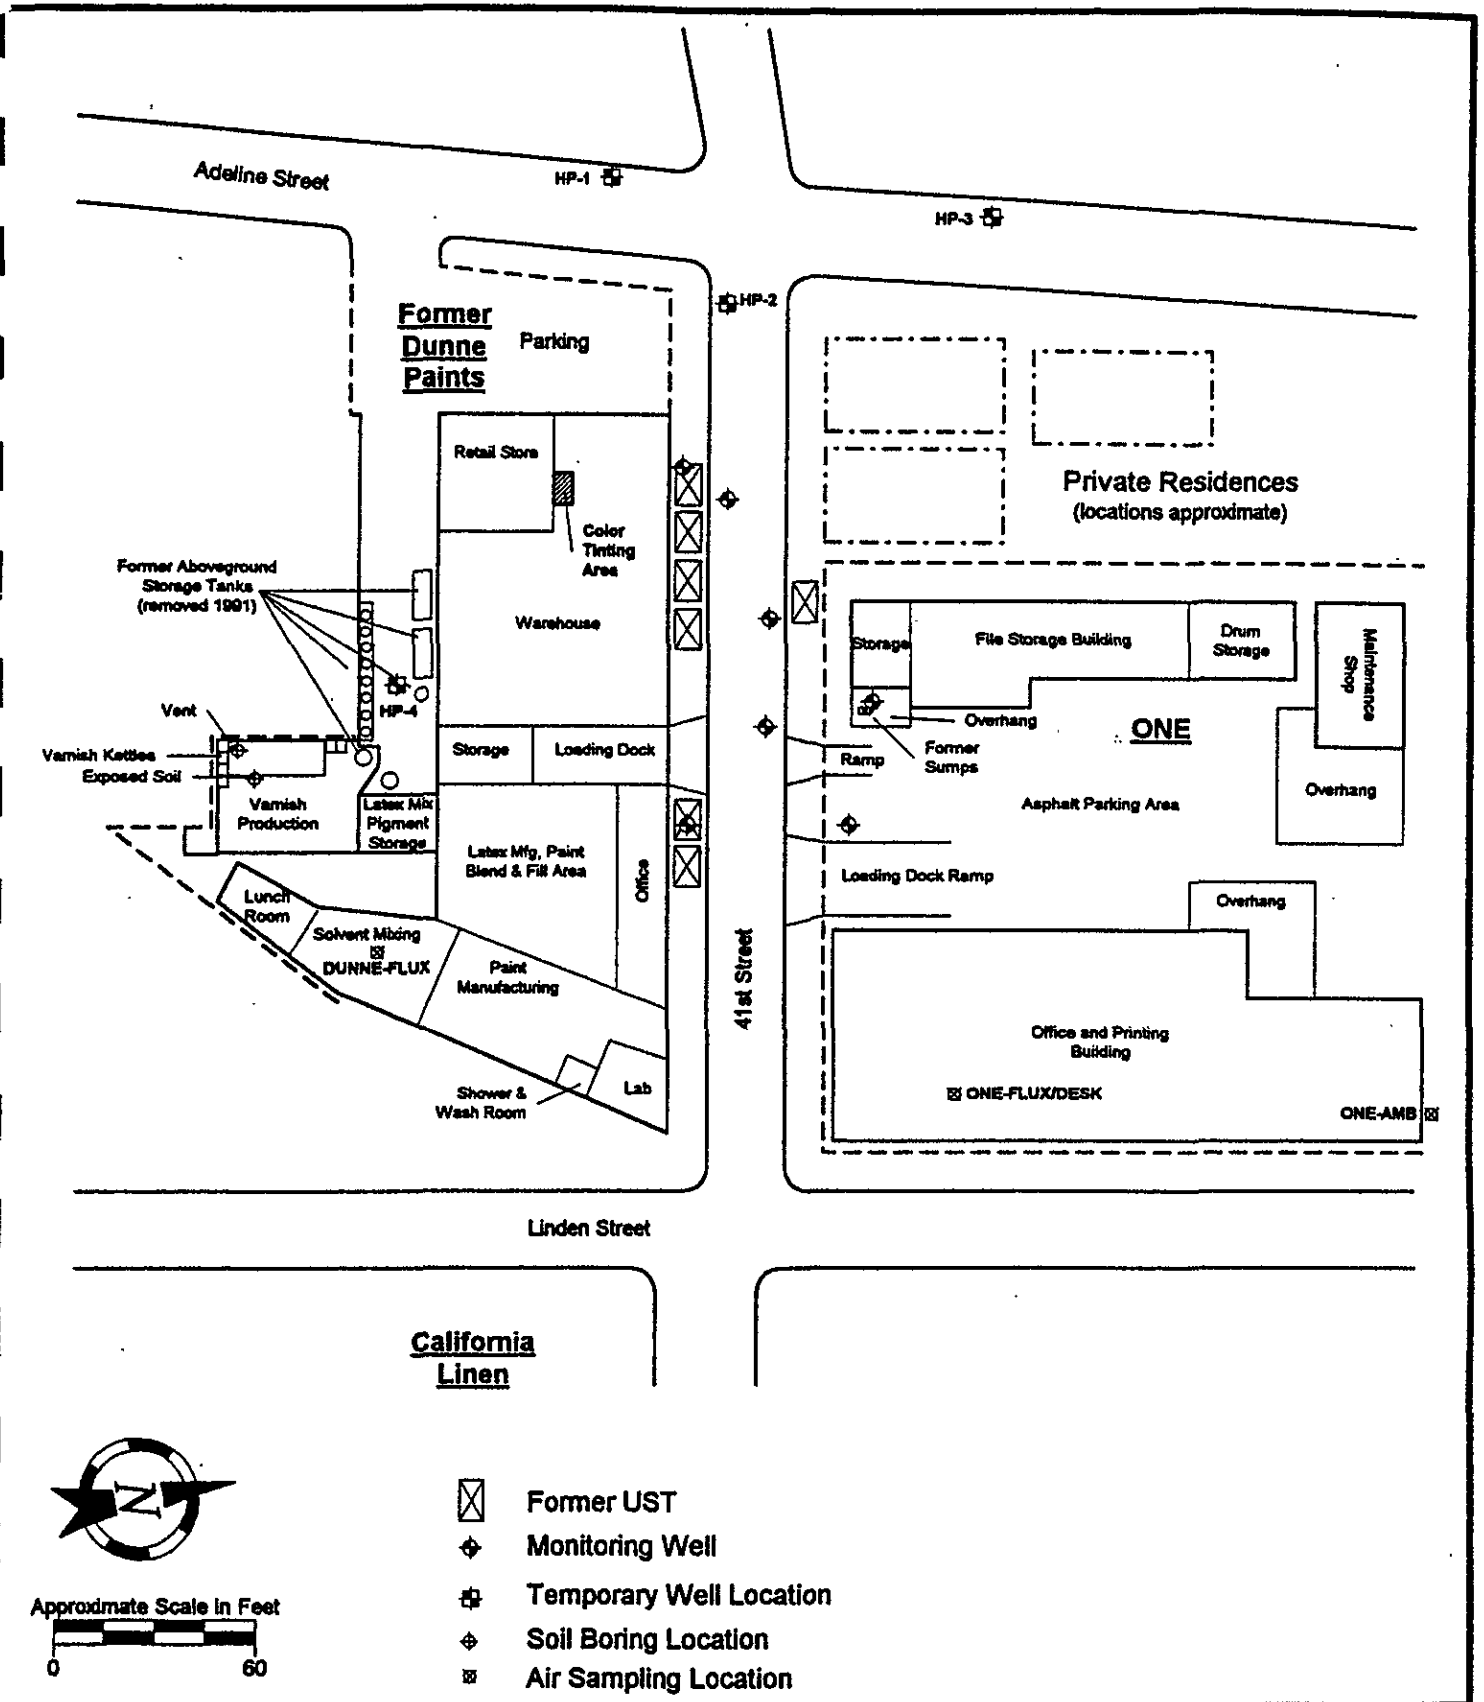 Adeline Street
HP-1
HP-3
HP-2
Former
Dunne
Paints
Parking
Retail Store
Color
Tinting
Area
Private Residences
(locations approximate)
Former Aboveground
Storage Tanks
(removed 1991)
Warehouse
Storage
File Storage Building
Drum
Storage
Maintenance
Shop
HP-4
Vent
Varnish Kettles
Exposed Soil
Storage
Loading Dock
Overhang
Former
Sumps
ONE
Ramp
Overhang
Asphalt Parking Area
Varnish
Production
Latex Mix
Pigment
Storage
Latex Mfg, Paint
Blend & Fill Area
Office
Loading Dock Ramp
Lunch
Room
Overhang
Solvent Mixing
DUNNE-FLUX
Paint
Manufacturing
41st Street
Office and Printing
Building
Shower &
Wash Room
Lab
ONE-FLUX/DESK
ONE-AMB
Linden Street
California
Linen
N
Former UST
Monitoring Well
Temporary Well Location
Soil Boring Location
Air Sampling Location
Approximate Scale in Feet
0 60